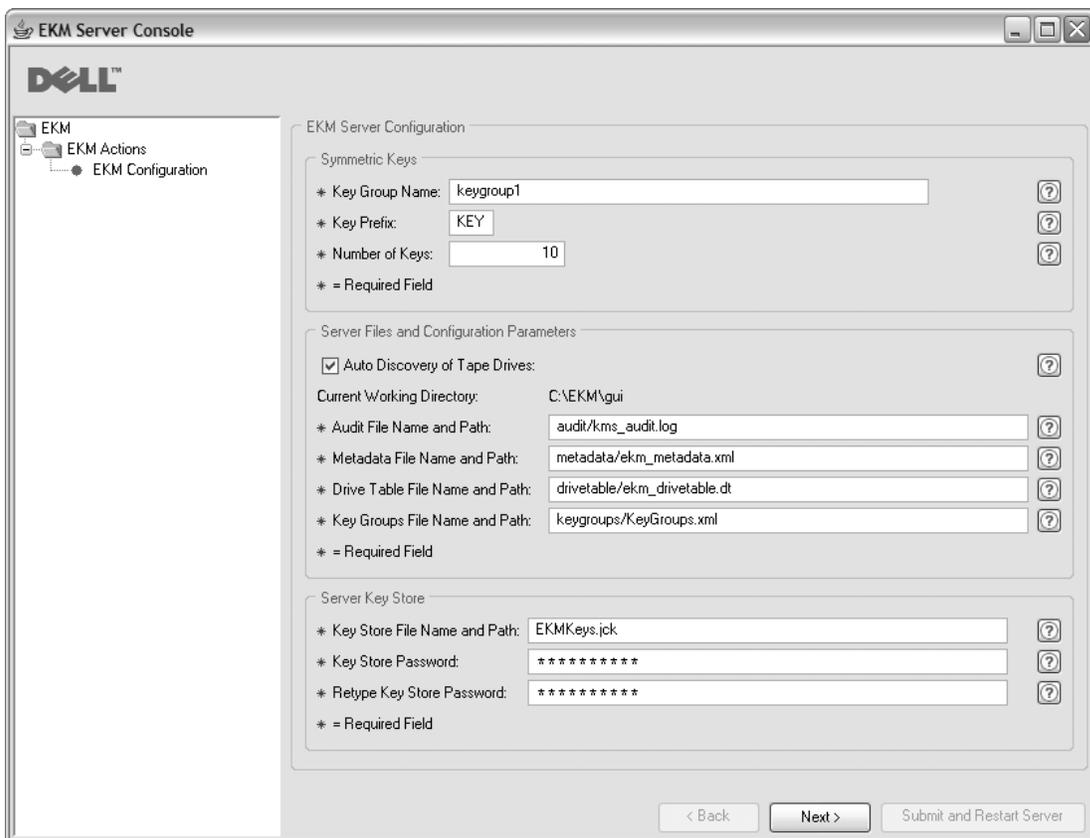 EKM Server Console
DELL™
EKM
EKM Actions
EKM Configuration
EKM Server Configuration
Symmetric Keys
* Key Group Name: keygroup1
* Key Prefix: KEY
* Number of Keys: 10
* = Required Field
Server Files and Configuration Parameters
Auto Discovery of Tape Drives:
Current Working Directory: C:\EKM\gui
* Audit File Name and Path: audit/kms_audit.log
* Metadata File Name and Path: metadata/ekm_metadata.xml
* Drive Table File Name and Path: drivetable/ekm_drivetable.dt
* Key Groups File Name and Path: keygroups/KeyGroups.xml
* = Required Field
Server Key Store
* Key Store File Name and Path: EKMKeys.jck
* Key Store Password: **********
* Retype Key Store Password: **********
* = Required Field
< Back Next > Submit and Restart Server